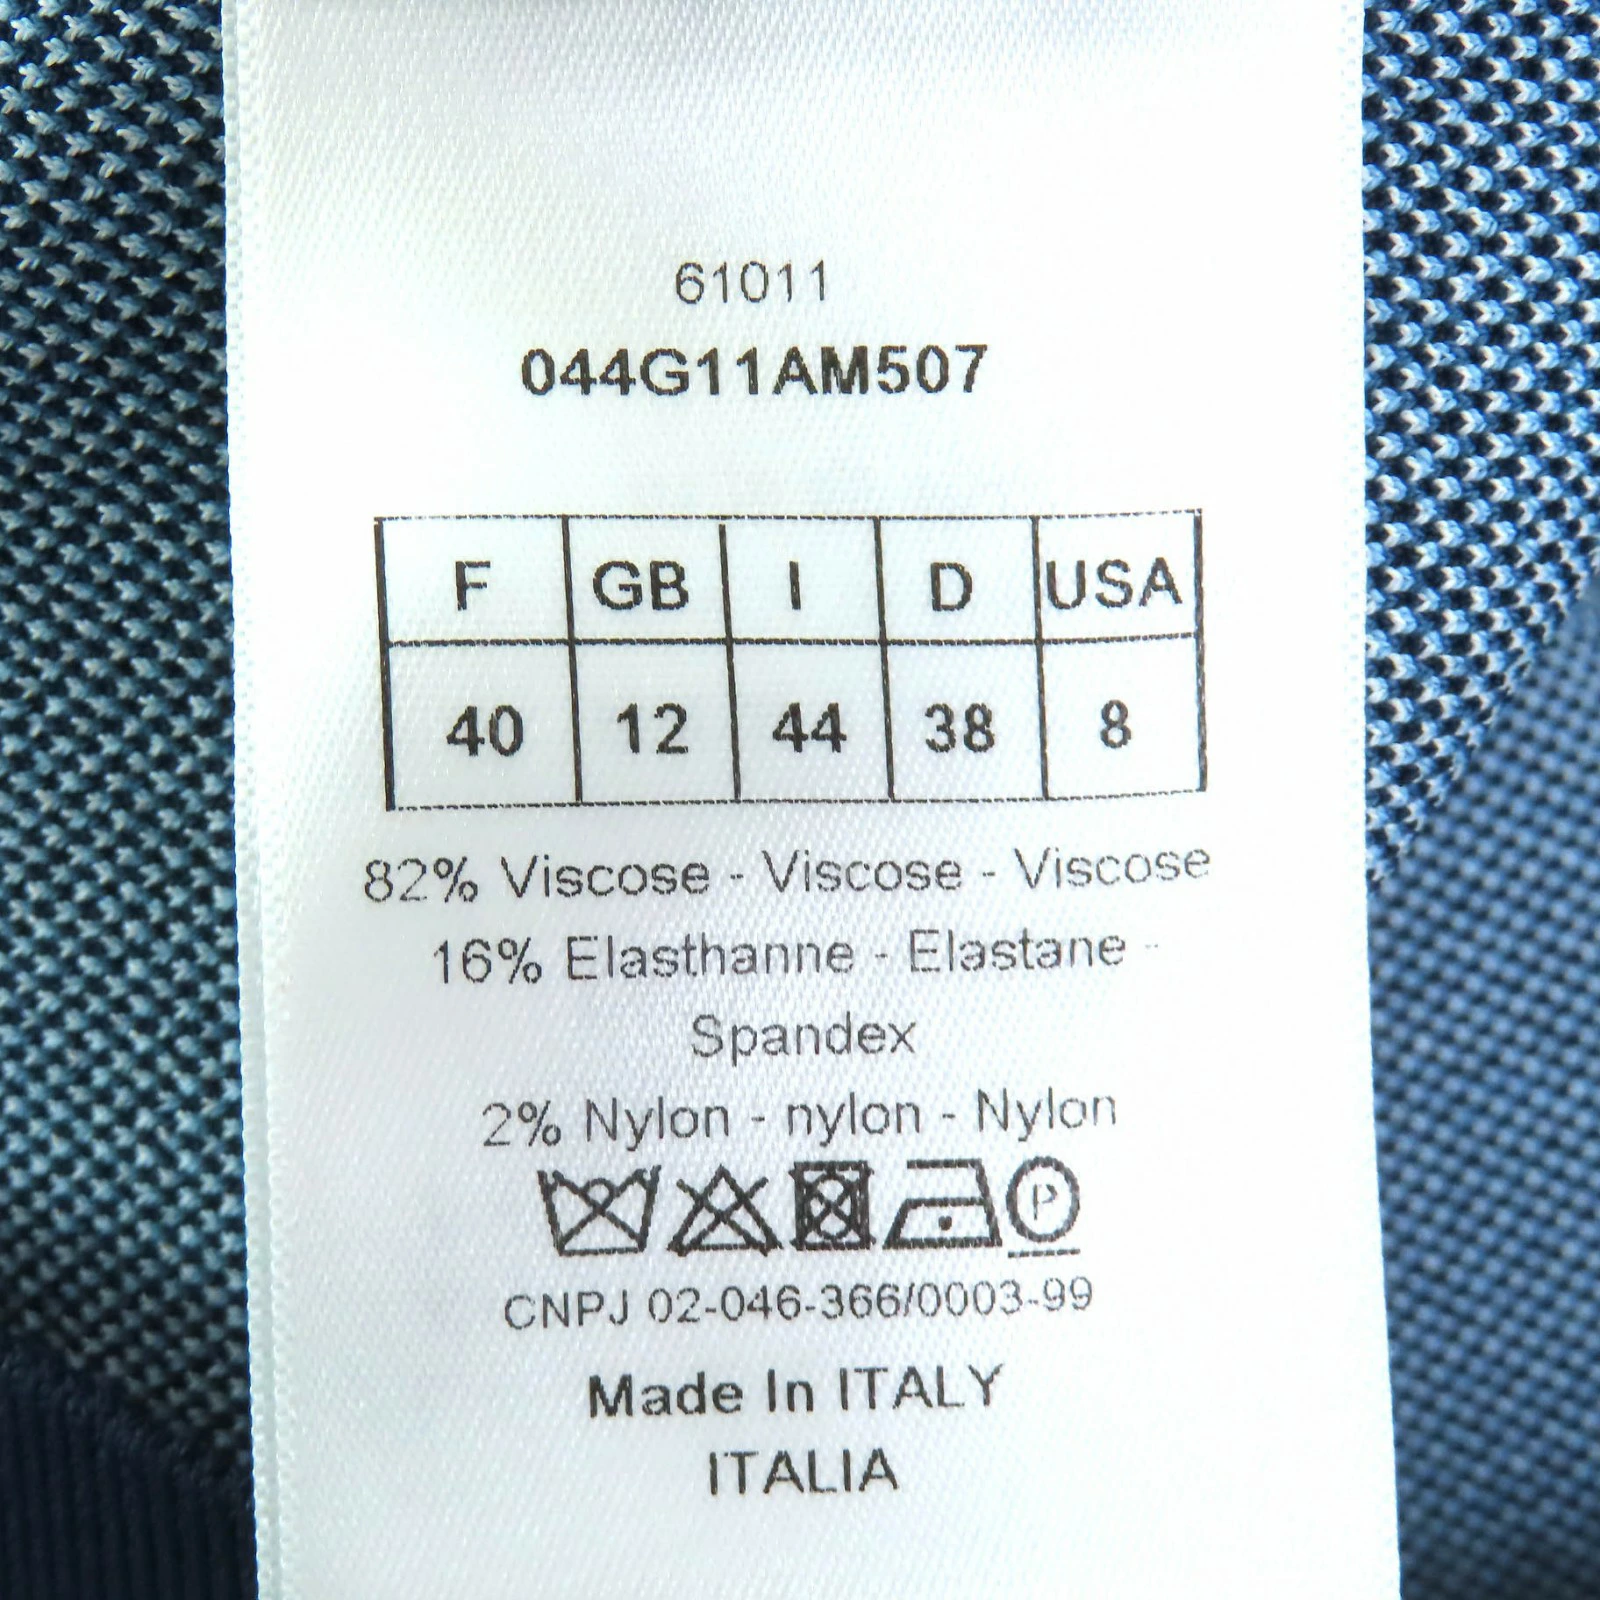 61011
044G11AM507
F GB I D USA
40 12 44 38 8
82% Viscose - Viscose - Viscose
16% Elasthanne - Elastane -
Spandex
2% Nylon - nylon - Nylon
P
CNPJ 02-046-366/0003-99
Made In ITALY
ITALIA